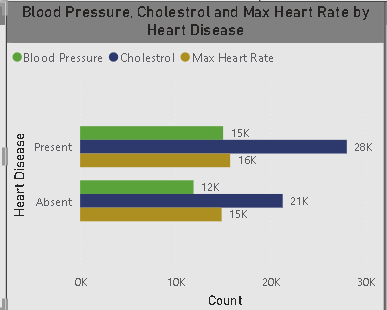 Blood Pressure, Cholestrol and Max Heart Rate by
Heart Disease
Blood Pressure Cholestrol Max Heart Rate
Heart Disease
Present
15K
28K
16K
Absent
12K
21K
15K
0K 10K 20K 30K
Count